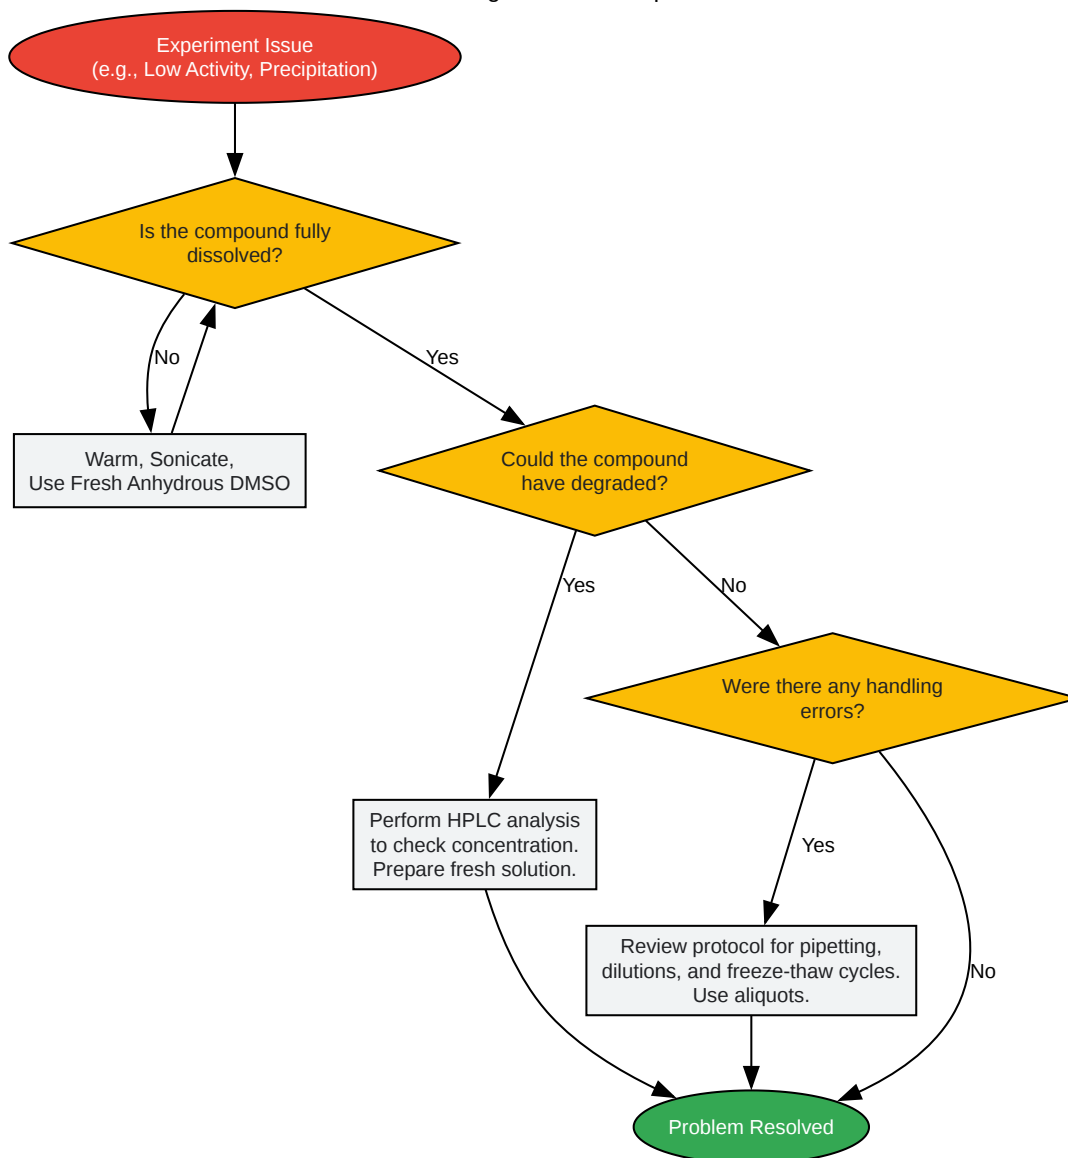 Experiment Issue
(e.g., Low Activity, Precipitation)
Is the compound fully
dissolved?
No
Yes
Warm, Sonicate,
Use Fresh Anhydrous DMSO
Could the compound
have degraded?
Yes
No
Were there any handling
errors?
Perform HPLC analysis
to check concentration.
Prepare fresh solution.
Yes
Review protocol for pipetting,
dilutions, and freeze-thaw cycles.
Use aliquots.
No
Problem Resolved